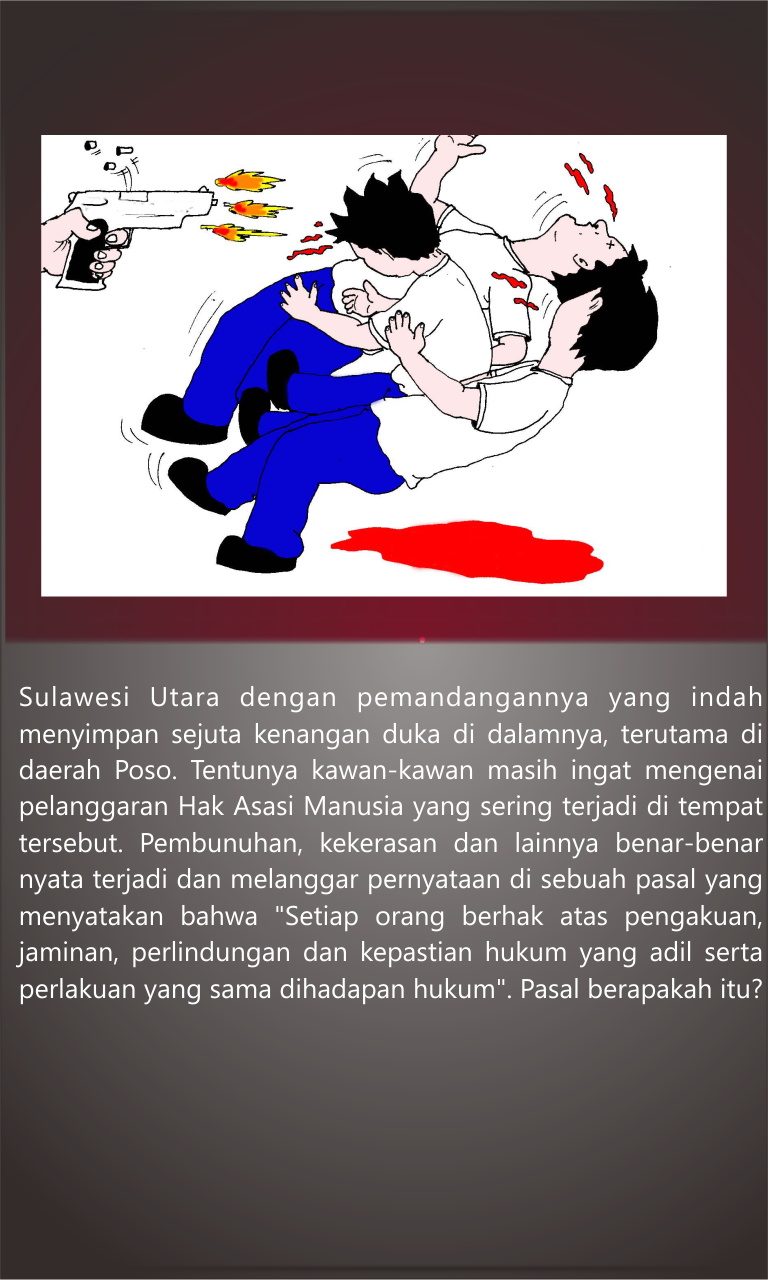 Sulawesi Utara dengan pemandangannya yang indah
menyimpan sejuta kenangan duka di dalamnya, terutama di
daerah Poso. Tentunya kawan-kawan masih ingat mengenai
pelanggaran Hak Asasi Manusia yang sering terjadi di tempat
tersebut. Pembunuhan, kekerasan dan lainnya benar-benar
nyata terjadi dan melanggar pernyataan di sebuah pasal yang
menyatakan bahwa "Setiap orang berhak atas pengakuan,
jaminan, perlindungan dan kepastian hukum yang adil serta
perlakuan yang sama dihadapan hukum". Pasal berapakah itu?